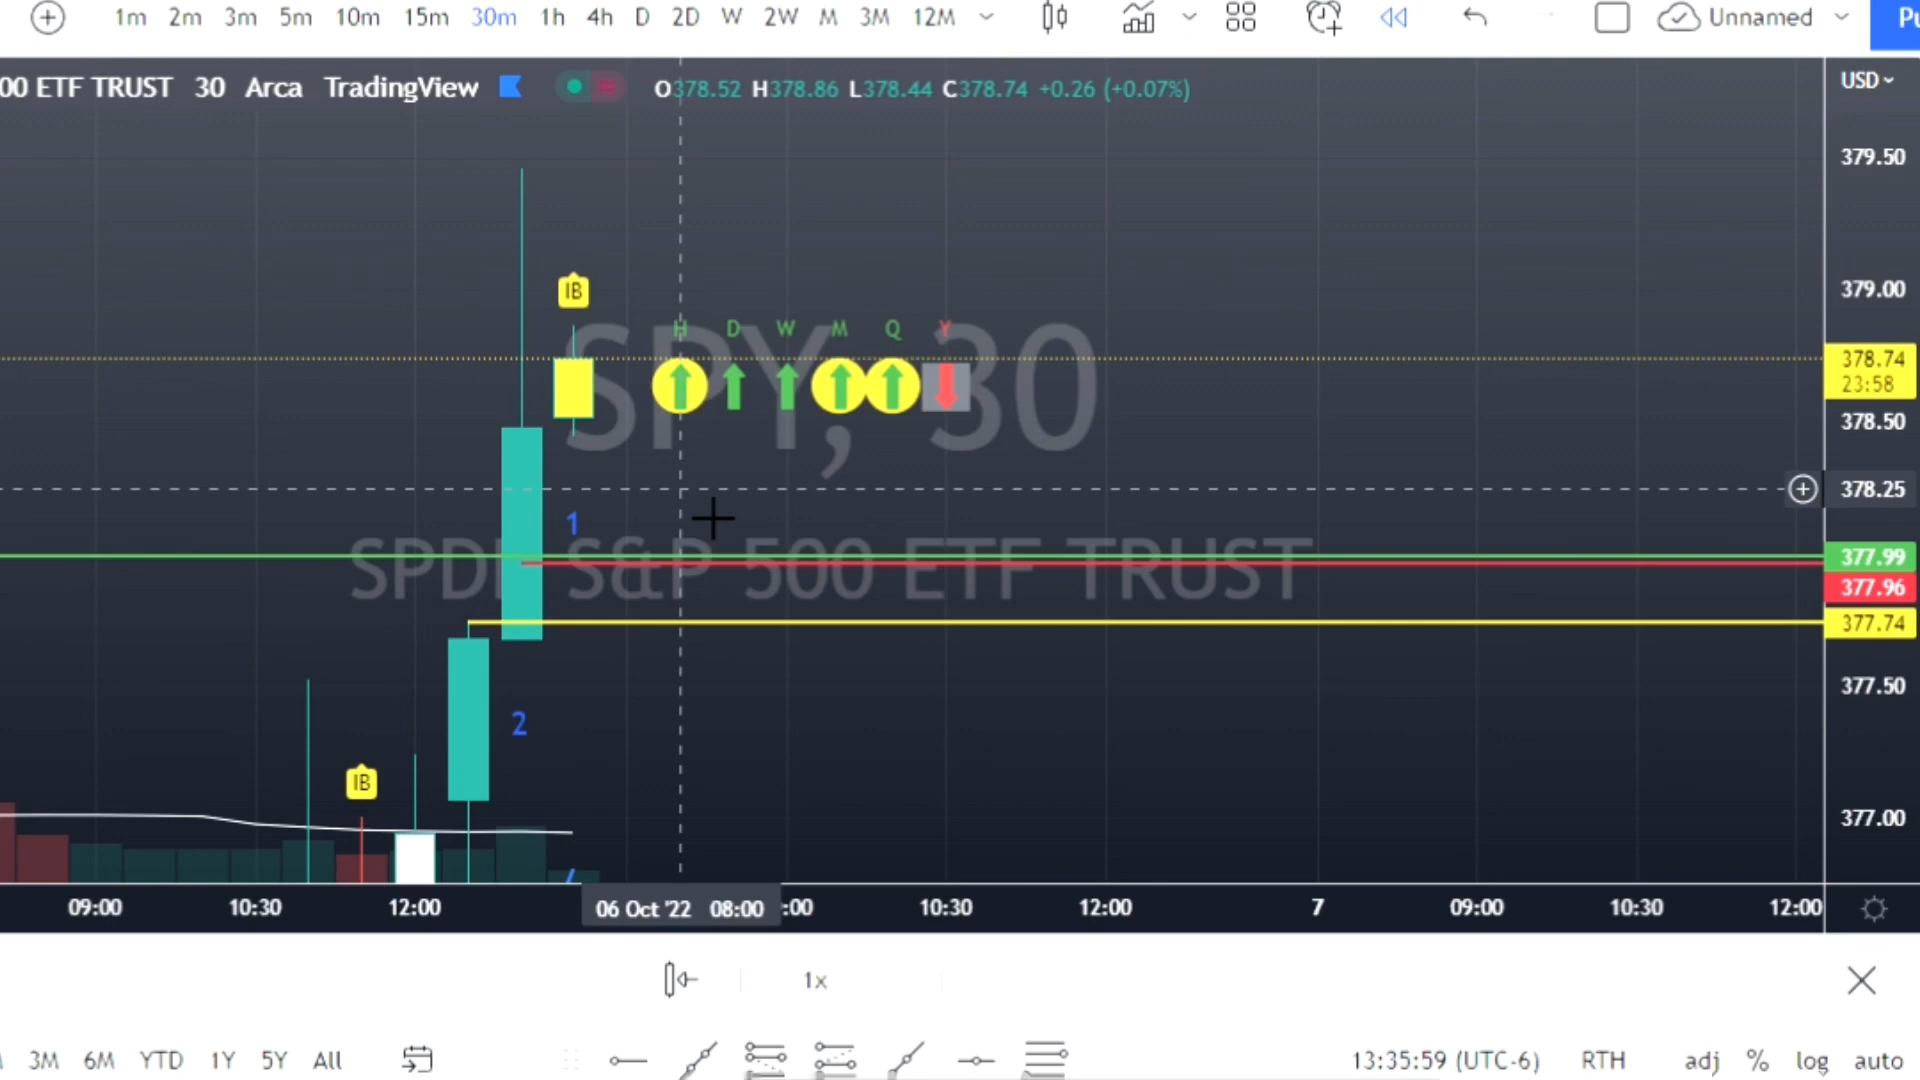 1m 2m 3m 5m 10m 15m 30m 1h 4h D 2D W 2W M 3M 12M Unnamed
00 ETF TRUST 30 Arca TradingView O378.52 H378.86 L378.44 C378.74 +0.26 (+0.07%) USD
379.50
379.00
IB
H D W M Q Y
SPY, 30
378.74
23:58
378.50
378.25
1
SPDR S&P 500 ETF TRUST
377.99
377.96
377.74
377.50
2
IB
377.00
09:00 10:30 12:00 06 Oct '22 08:00 :00 10:30 12:00 7 09:00 10:30 12:00
1x
3M 6M YTD 1Y 5Y All 13:35:59 (UTC-6) RTH adj % log auto